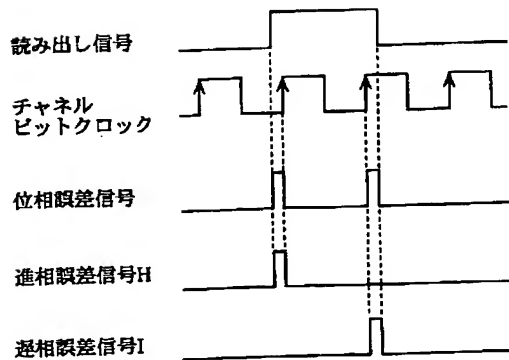 読み出し信号
チャネル
ビットクロック
位相誤差信号
進相誤差信号H
遅相誤差信号I